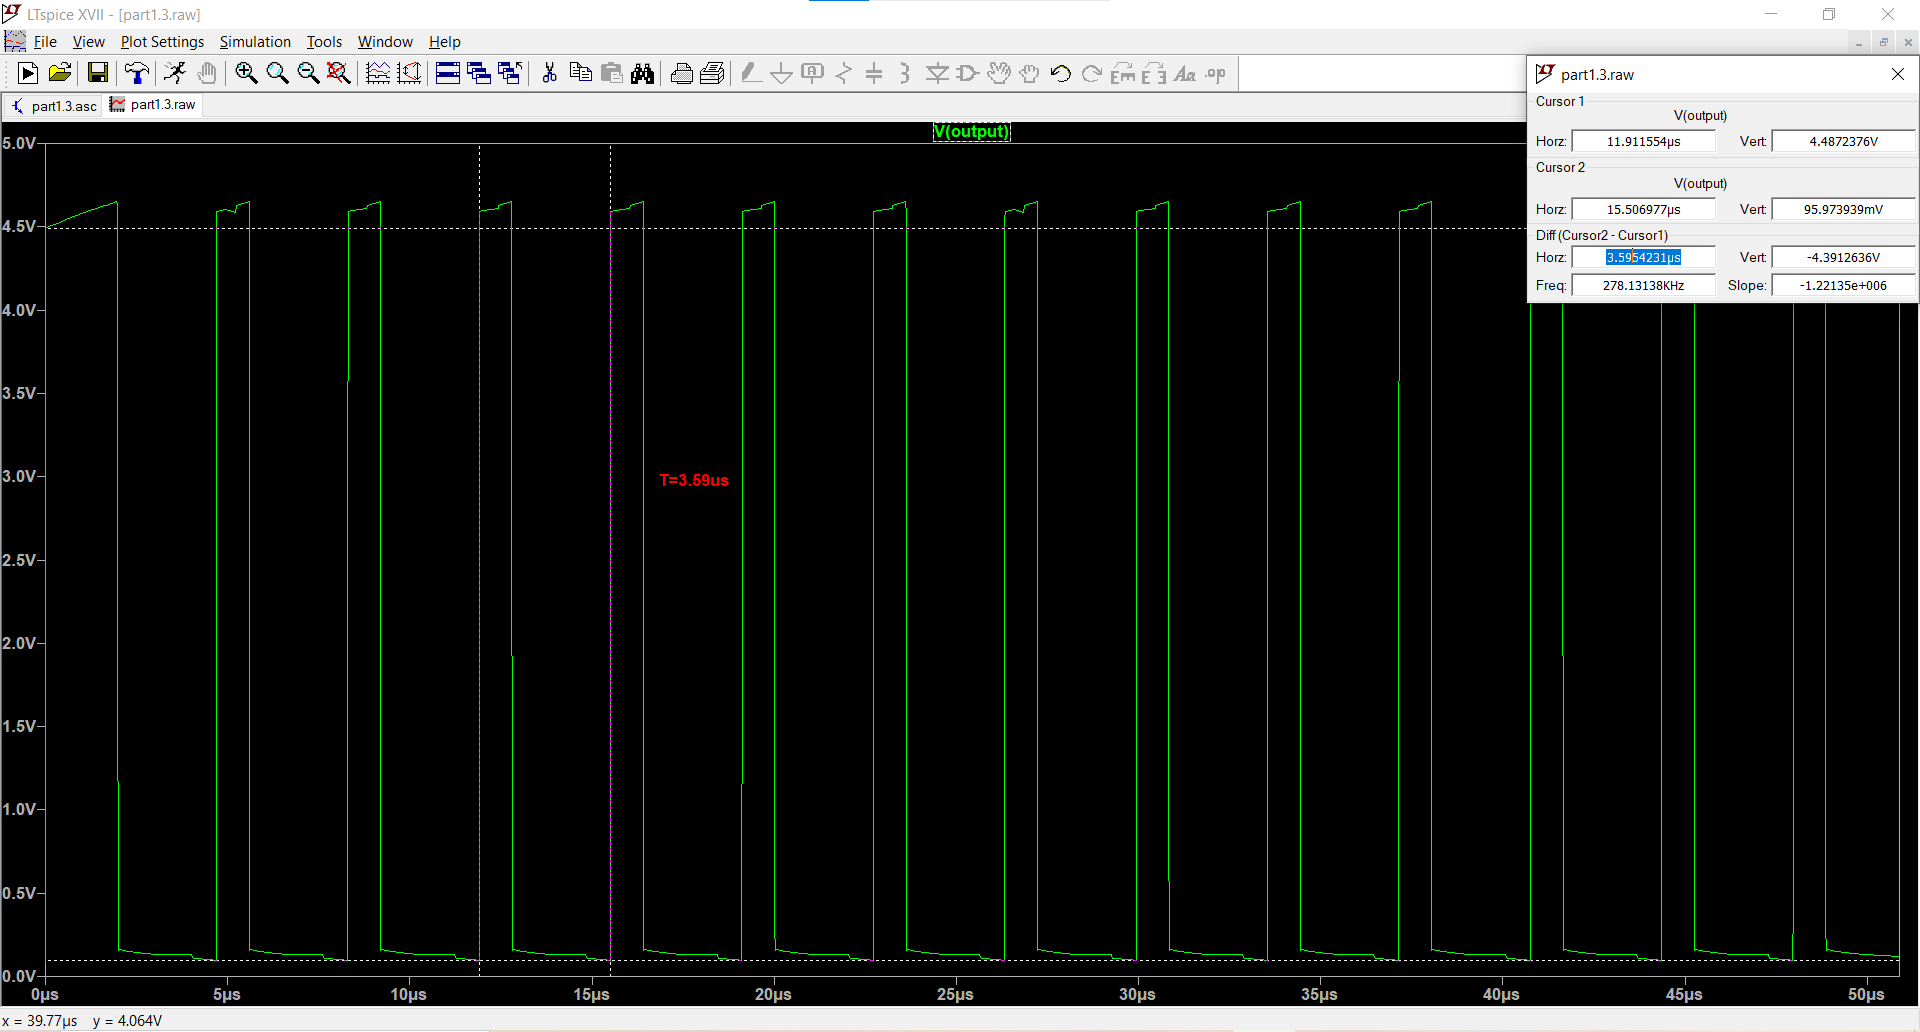 LTspice XVII - [part1.3.raw]
File View Plot Settings Simulation Tools Window Help
part1.3.asc part1.3.raw
V(output)
5.0V
4.5V
4.0V
3.5V
3.0V
2.5V
2.0V
1.5V
1.0V
0.5V
0.0V
T=3.59us
0µs 5µs 10µs 15µs 20µs 25µs 30µs 35µs 40µs 45µs 50µs
part1.3.raw
Cursor 1
V(output)
Horz: 11.911554µs Vert: 4.4872376V
Cursor 2
V(output)
Horz: 15.506977µs Vert: 95.973939mV
Diff (Cursor2 - Cursor1)
Horz: 3.5954231µs Vert: -4.3912636V
Freq: 278.13138KHz Slope: -1.22135e+006
x = 39.77µs y = 4.064V